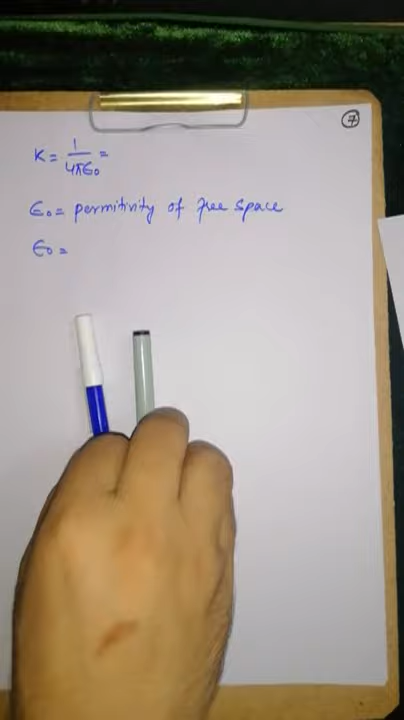 7
K = 1/4πϵ₀ =
ϵ₀ = permitivity of free space
ϵ₀ =